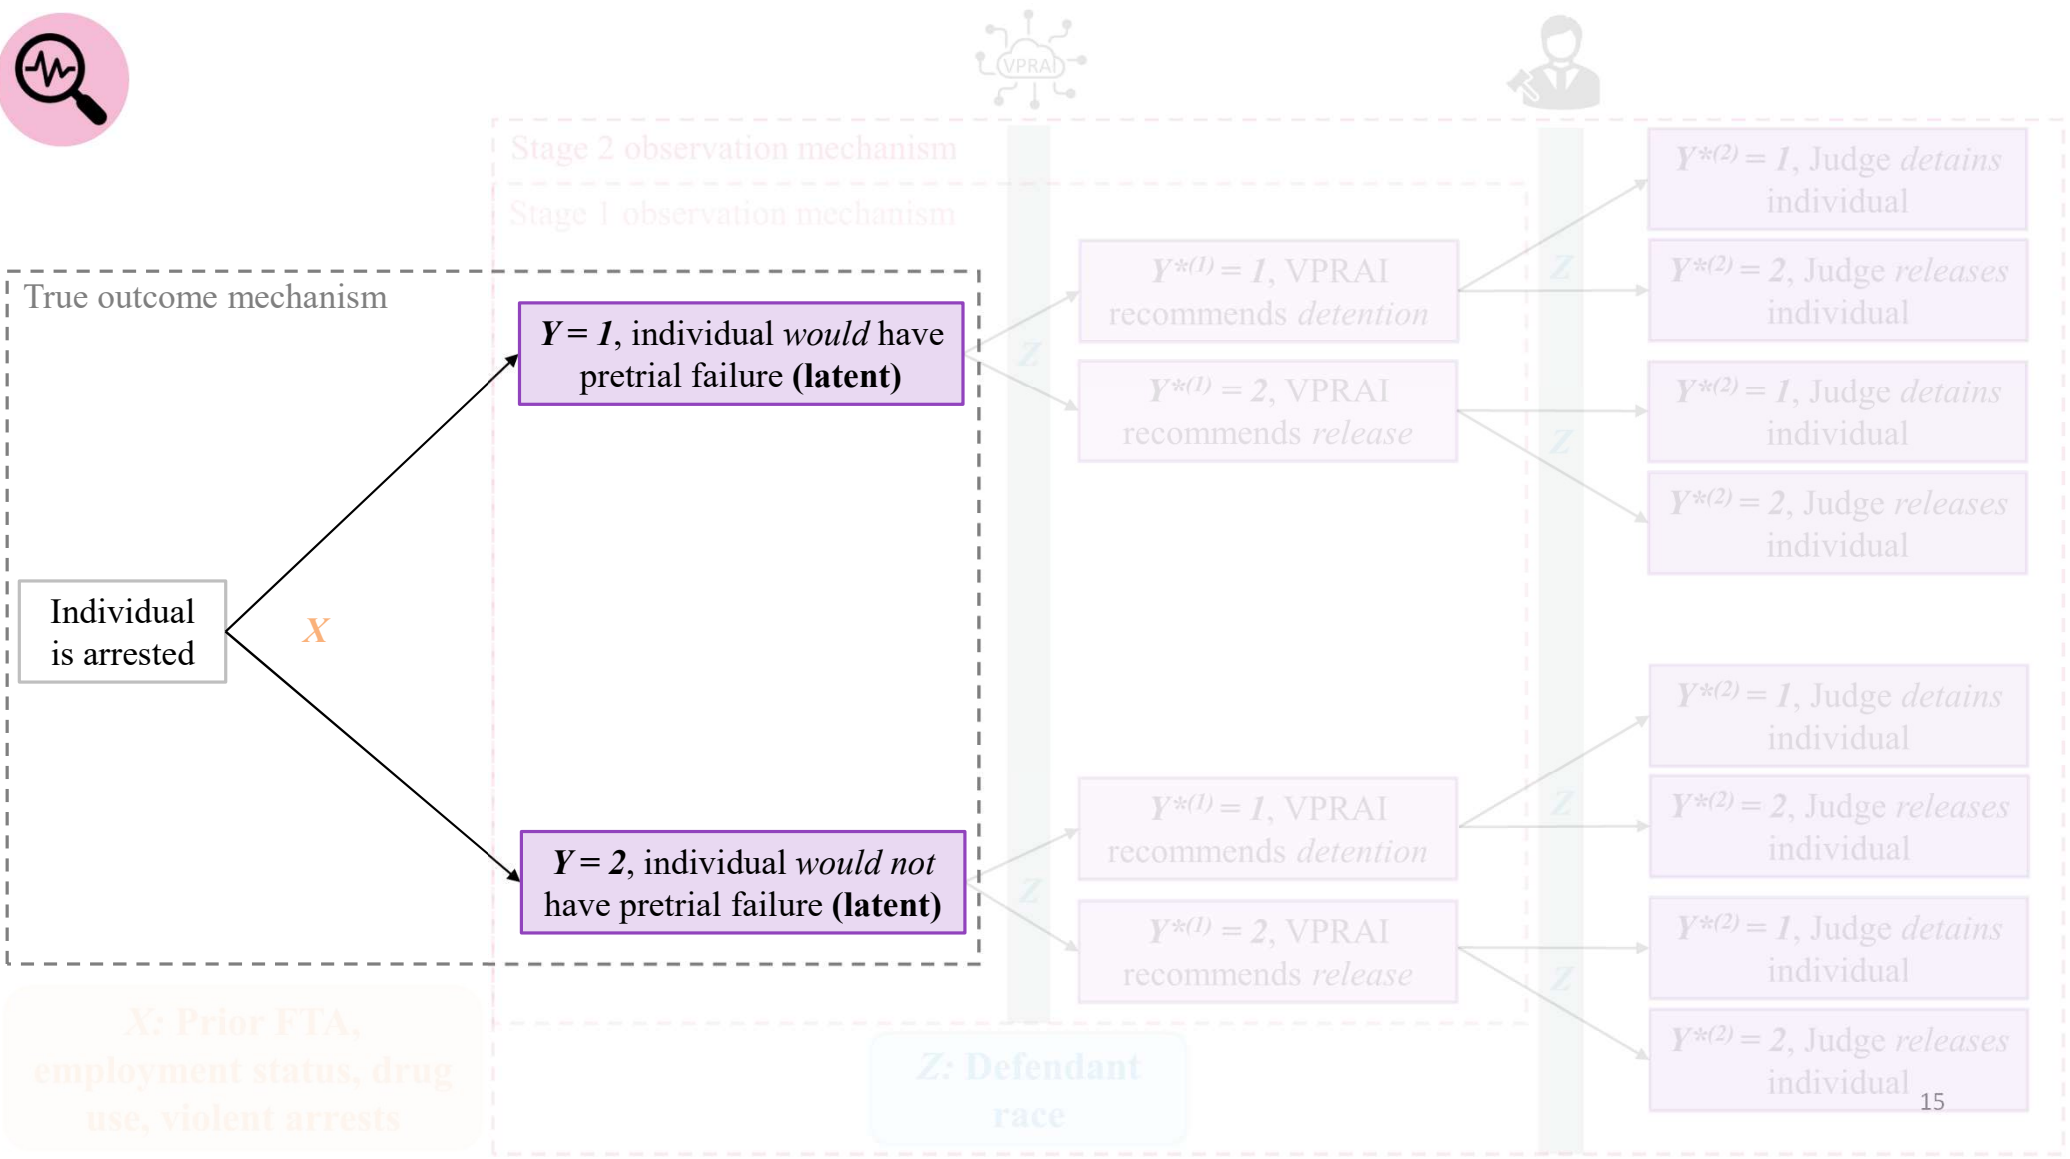 VPRAI
Stage 2 observation mechanism
Stage 1 observation mechanism
True outcome mechanism
Individual
is arrested
X
Y = 1, individual would have
pretrial failure (latent)
Y = 2, individual would not
have pretrial failure (latent)
Z
Z
Y*(1) = 1, VPRAI
recommends detention
Y*(1) = 2, VPRAI
recommends release
Y*(1) = 1, VPRAI
recommends detention
Y*(1) = 2, VPRAI
recommends release
Z
Z
Z
Z
Y*(2) = 1, Judge detains
individual
Y*(2) = 2, Judge releases
individual
Y*(2) = 1, Judge detains
individual
Y*(2) = 2, Judge releases
individual
Y*(2) = 1, Judge detains
individual
Y*(2) = 2, Judge releases
individual
Y*(2) = 1, Judge detains
individual
Y*(2) = 2, Judge releases
individual
X: Prior FTA,
employment status, drug
use, violent arrests
Z: Defendant
race
15